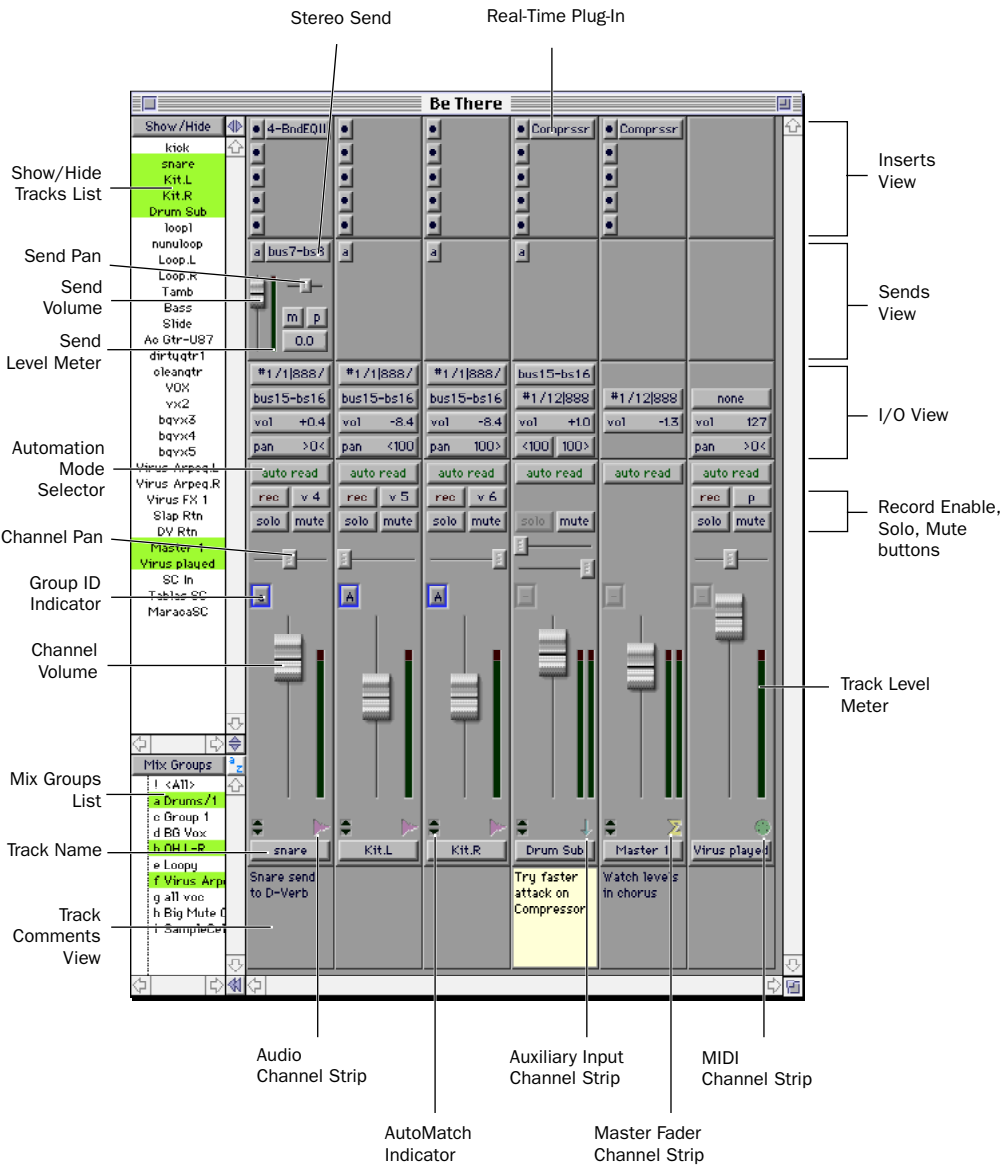 Stereo Send
Real-Time Plug-In
Be There
Show/Hide
kick
snare
Kit.L
Kit.R
Drum Sub
loop1
nunuloop
Loop.L
Loop.R
Tamb
Bass
Slide
Ac Gtr-U87
dirtygtr1
cleangtr
VOX
vx2
bgvx3
bgvx4
bgvx5
Virus Arpeg.L
Virus Arpeg.R
Virus FX 1
Slap Rtn
DV Rtn
Master 1
Virus played
SC In
Tablas SC
MaracaSC
Mix Groups
a z
! <All>
a Drums/1
c Group 1
d BG Vox
b OH L-R
e Loopy
f Virus Arp
g all voc
h Big Mute
i SampleCel
Show/Hide
Tracks List
Send Pan
Send
Volume
Send
Level Meter
Automation
Mode
Selector
Channel Pan
Group ID
Indicator
Channel
Volume
Mix Groups
List
Track Name
Track
Comments
View
4-BndEQII
Comprssr
Comprssr
a bus7-bs8 a a a
m p
0.0
#1/1|888/ #1/1|888/ #1/1|888/ bus15-bs16
bus15-bs16 bus15-bs16 bus15-bs16 #1/12|888 #1/12|888 none
vol +0.4 vol -8.4 vol -8.4 vol +1.0 vol -1.3 vol 127
pan >0< pan <100 pan 100> <100 100> pan >0<
auto read auto read auto read auto read auto read auto read
rec v 4 rec v 5 rec v 6 rec p
solo mute solo mute solo mute solo mute solo mute
a A A - - -
snare Kit.L Kit.R Drum Sub Master 1 Virus played
Snare send
to D-Verb
Try faster
attack on
Compressor
Watch levels
in chorus
Inserts
View
Sends
View
I/O View
Record Enable,
Solo, Mute
buttons
Track Level
Meter
Audio
Channel Strip
Auxiliary Input
Channel Strip
MIDI
Channel Strip
AutoMatch
Indicator
Master Fader
Channel Strip